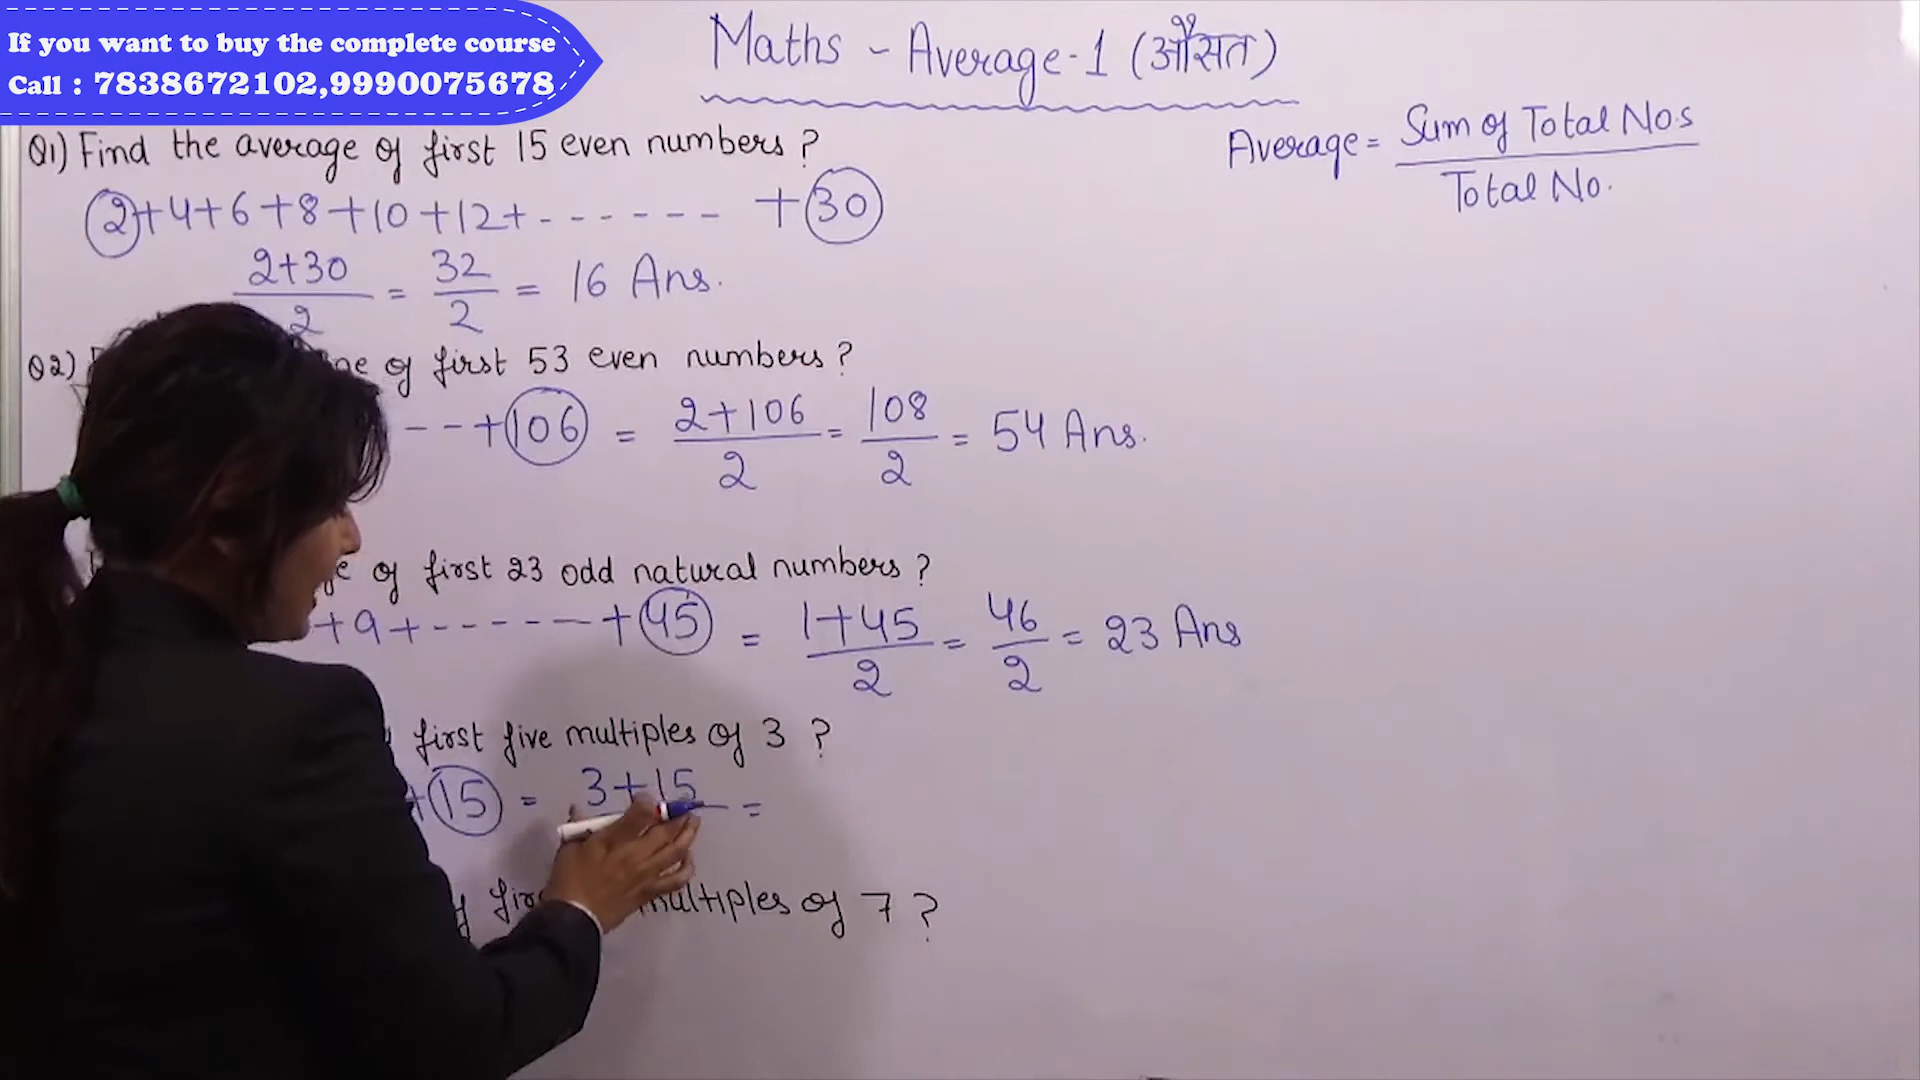 If you want to buy the complete course
Call : 7838672102,9990075678
Maths - Average-1 (औसत)
Average = Sum of Total Nos / Total No.
Q1) Find the average of first 15 even numbers ?
2+4+6+8+10+12+------- +30
2+30 / 2 = 32 / 2 = 16 Ans.
Q2) of first 53 even numbers ?
--+106 = 2+106 / 2 = 108 / 2 = 54 Ans.
of first 23 odd natural numbers ?
+9+------+45 = 1+45 / 2 = 46 / 2 = 23 Ans
first five multiples of 3 ?
+15 = 3+15 =
multiples of 7 ?